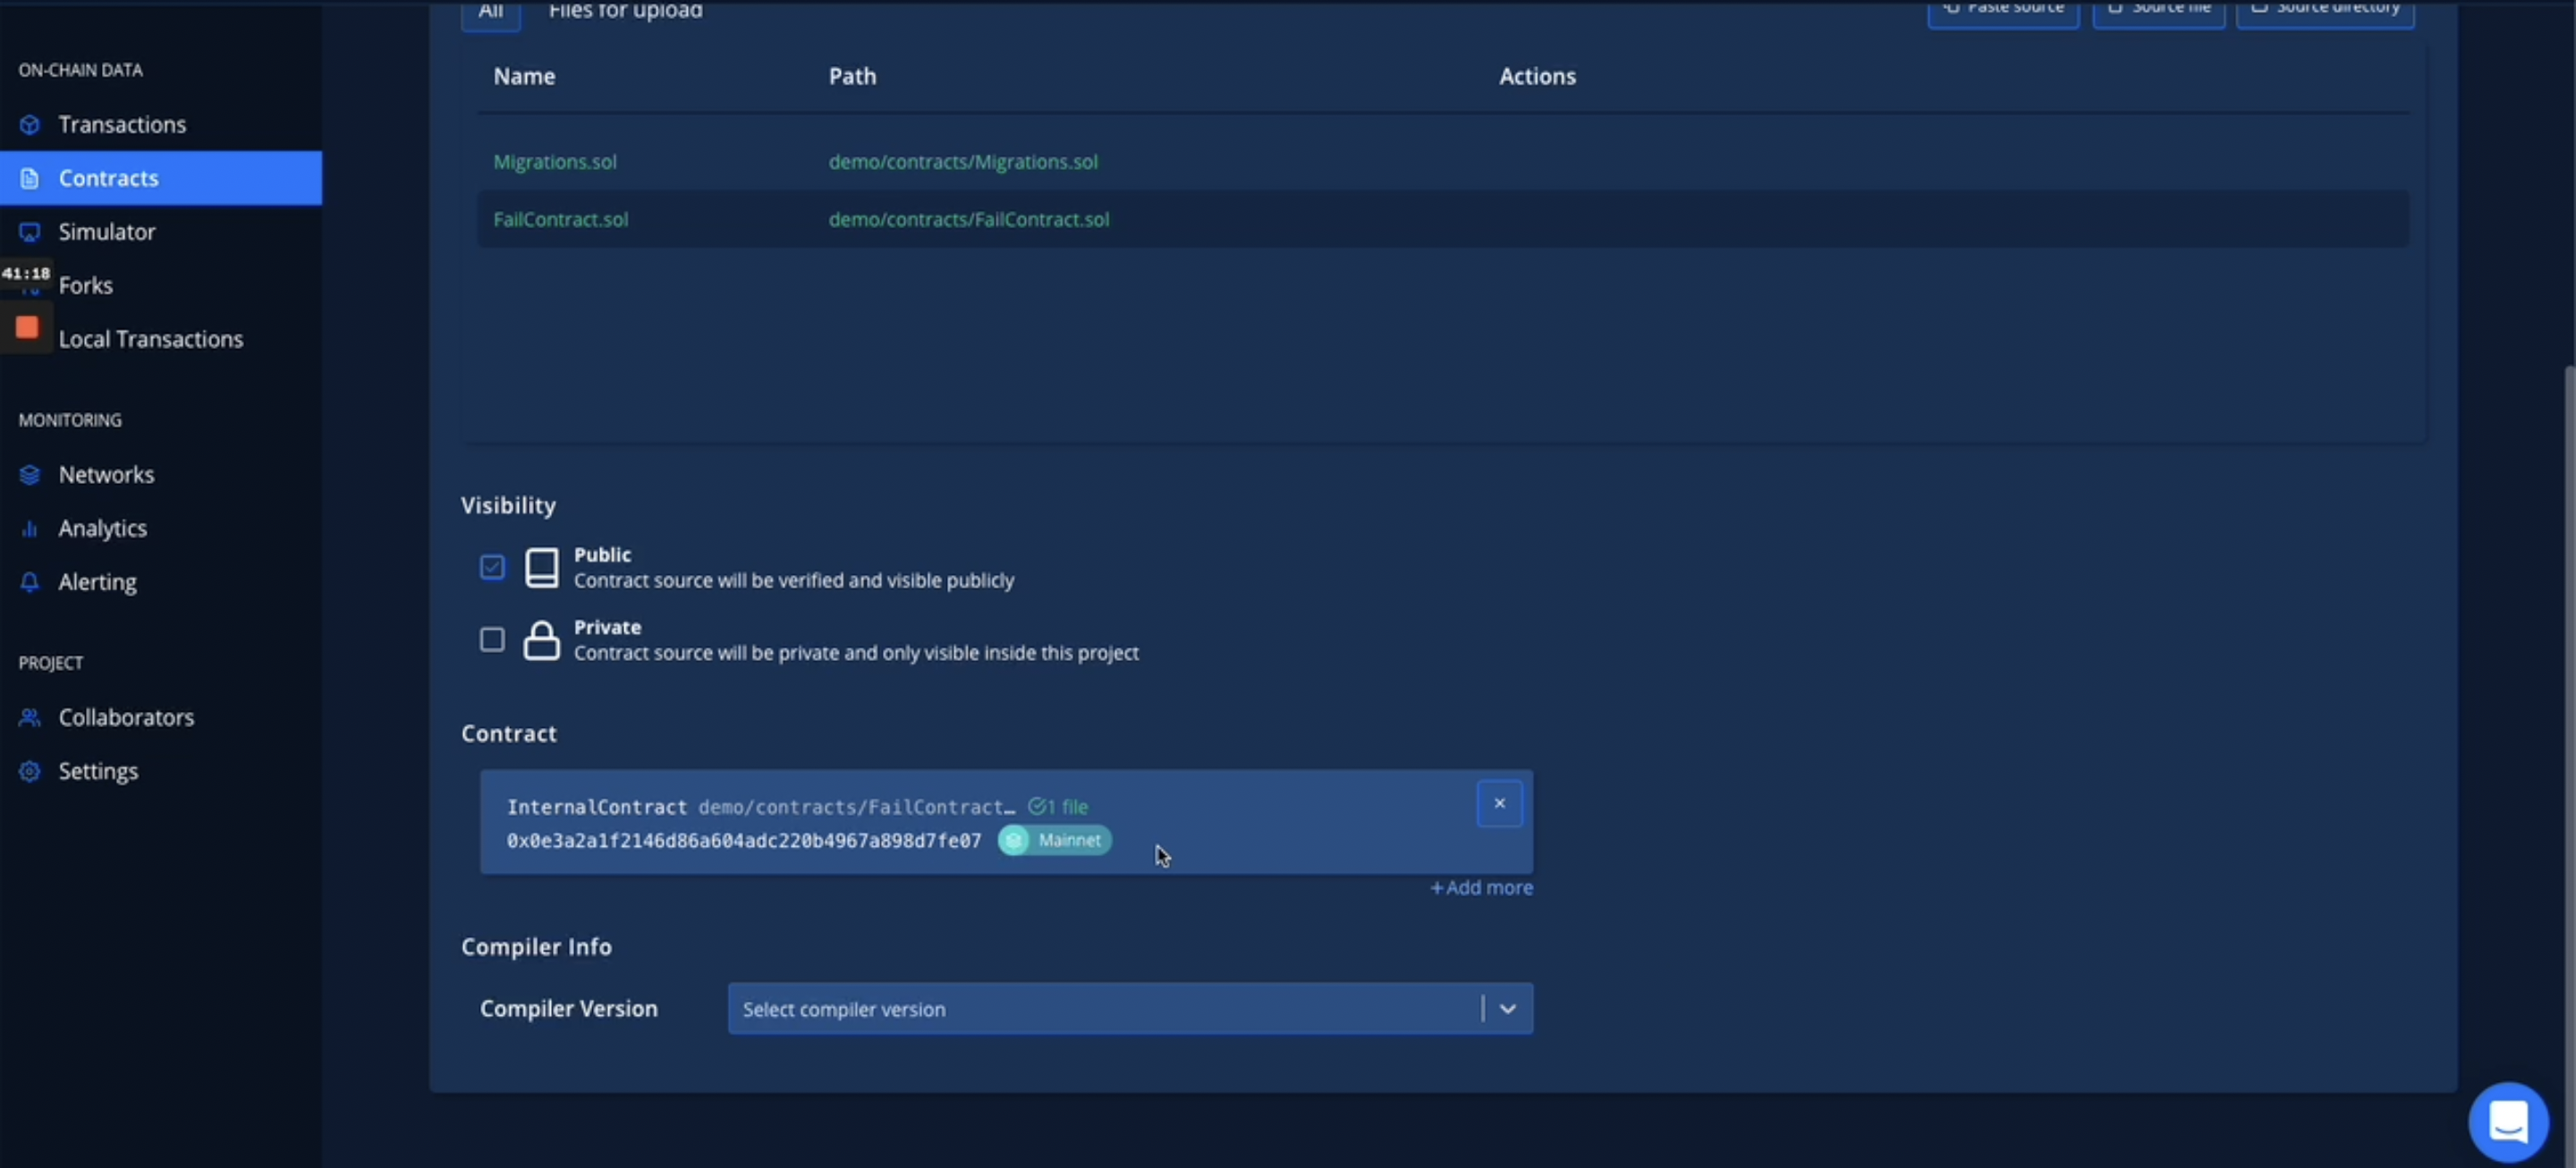 All Files for upload Paste source Source file Source directory
ON-CHAIN DATA
Transactions
Contracts
Simulator
41:18
Forks
Local Transactions
MONITORING
Networks
Analytics
Alerting
PROJECT
Collaborators
Settings
Name Path Actions
Migrations.sol demo/contracts/Migrations.sol
FailContract.sol demo/contracts/FailContract.sol
Visibility
Public
Contract source will be verified and visible publicly
Private
Contract source will be private and only visible inside this project
Contract
InternalContract demo/contracts/FailContract… 1 file
0x0e3a2a1f2146d86a604adc220b4967a898d7fe07 Mainnet
+ Add more
Compiler Info
Compiler Version Select compiler version